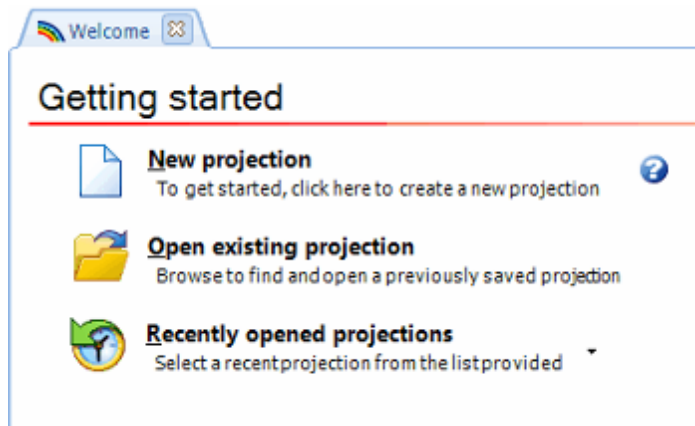 Welcome
Getting started
New projection
To get started, click here to create a new projection
Open existing projection
Browse to find and open a previously saved projection
Recently opened projections
Select a recent projection from the list provided